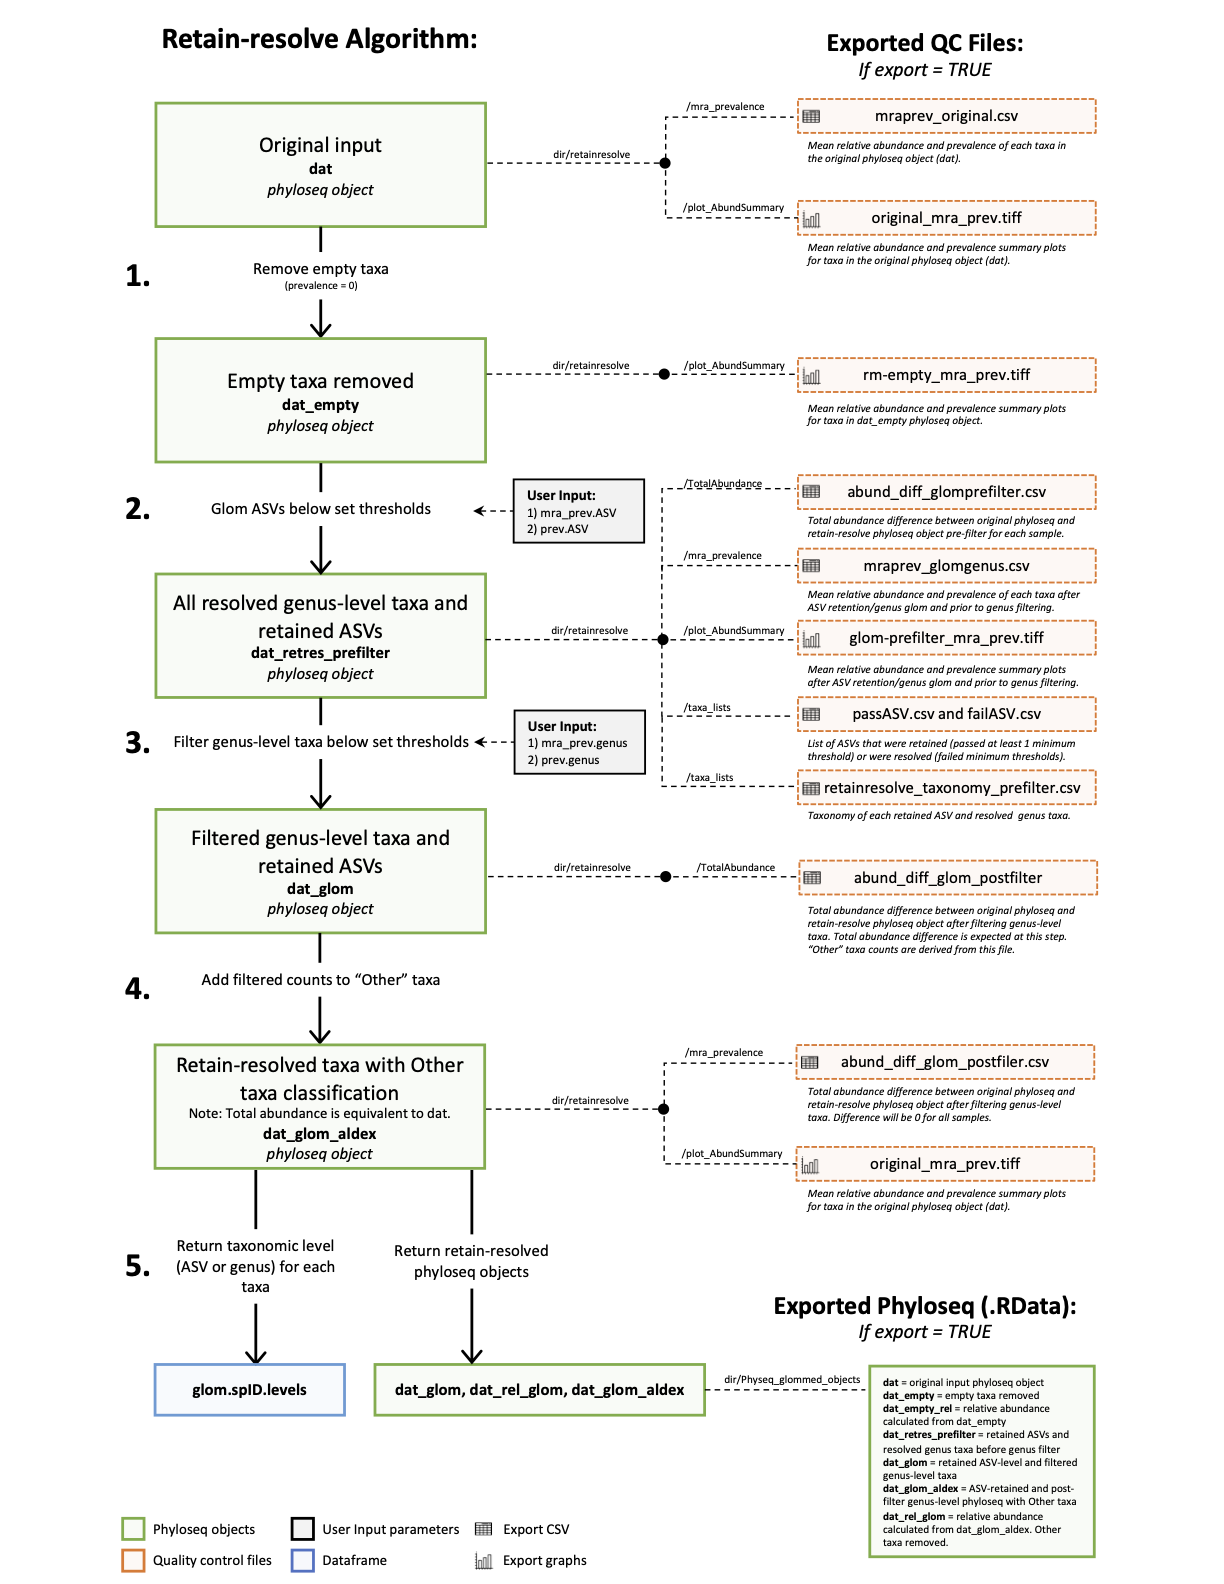 Retain-resolve Algorithm:
Exported QC Files:
If export = TRUE
Original input
dat
phyloseq object
dir/retainresolve
/mra_prevalence
mraprev_original.csv
Mean relative abundance and prevalence of each taxa in
the original phyloseq object (dat).
/plot_AbundSummary
original_mra_prev.tiff
Mean relative abundance and prevalence summary plots
for taxa in the original phyloseq object (dat).
1.
Remove empty taxa
(prevalence = 0)
Empty taxa removed
dat_empty
phyloseq object
dir/retainresolve
/plot_AbundSummary
rm-empty_mra_prev.tiff
Mean relative abundance and prevalence summary plots
for taxa in dat_empty phyloseq object.
2.
Glom ASVs below set thresholds
User Input:
1) mra_prev.ASV
2) prev.ASV
All resolved genus-level taxa and
retained ASVs
dat_retres_prefilter
phyloseq object
dir/retainresolve
/TotalAbundance
abund_diff_glomprefilter.csv
Total abundance difference between original phyloseq and
retain-resolve phyloseq object pre-filter for each sample.
/mra_prevalence
mraprev_glomgenus.csv
Mean relative abundance and prevalence of each taxa after
ASV retention/genus glom and prior to genus filtering.
/plot_AbundSummary
glom-prefilter_mra_prev.tiff
Mean relative abundance and prevalence summary plots
after ASV retention/genus glom and prior to genus filtering.
/taxa_lists
passASV.csv and failASV.csv
List of ASVs that were retained (passed at least 1 minimum
threshold) or were resolved (failed minimum thresholds).
/taxa_lists
retainresolve_taxonomy_prefilter.csv
Taxonomy of each retained ASV and resolved genus taxa.
3.
Filter genus-level taxa below set thresholds
User Input:
1) mra_prev.genus
2) prev.genus
Filtered genus-level taxa and
retained ASVs
dat_glom
phyloseq object
dir/retainresolve
/TotalAbundance
abund_diff_glom_postfilter
Total abundance difference between original phyloseq and
retain-resolve phyloseq object after filtering genus-level
taxa. Total abundance difference is expected at this step.
“Other” taxa counts are derived from this file.
4.
Add filtered counts to “Other” taxa
Retain-resolved taxa with Other
taxa classification
Note: Total abundance is equivalent to dat.
dat_glom_aldex
phyloseq object
dir/retainresolve
/mra_prevalence
abund_diff_glom_postfiler.csv
Total abundance difference between original phyloseq and
retain-resolve phyloseq object after filtering genus-level
taxa. Difference will be 0 for all samples.
/plot_AbundSummary
original_mra_prev.tiff
Mean relative abundance and prevalence summary plots
for taxa in the original phyloseq object (dat).
5.
Return taxonomic level
(ASV or genus) for each
taxa
Return retain-resolved
phyloseq objects
glom.spID.levels
dat_glom, dat_rel_glom, dat_glom_aldex
dir/Physeq_glommed_objects
Exported Phyloseq (.RData):
If export = TRUE
dat = original input phyloseq object
dat_empty = empty taxa removed
dat_empty_rel = relative abundance
calculated from dat_empty
dat_retres_prefilter = retained ASVs and
resolved genus taxa before genus filter
dat_glom = retained ASV-level and filtered
genus-level taxa
dat_glom_aldex = ASV-retained and post-
filter genus-level phyloseq with Other taxa
dat_rel_glom = relative abundance
calculated from dat_glom_aldex. Other
taxa removed.
Phyloseq objects
User Input parameters
Export CSV
Quality control files
Dataframe
Export graphs